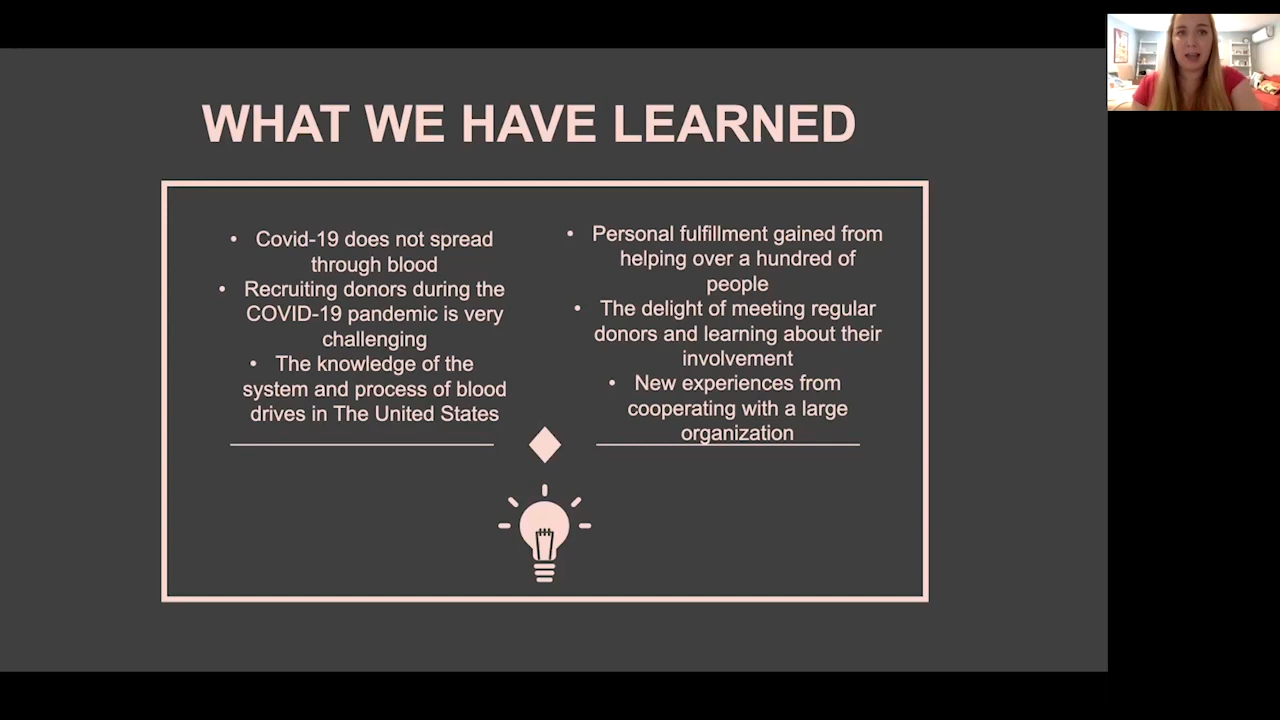 WHAT WE HAVE LEARNED
• Covid-19 does not spread
through blood
• Recruiting donors during the
COVID-19 pandemic is very
challenging
• The knowledge of the
system and process of blood
drives in The United States
• Personal fulfillment gained from
helping over a hundred of
people
• The delight of meeting regular
donors and learning about their
involvement
• New experiences from
cooperating with a large
organization